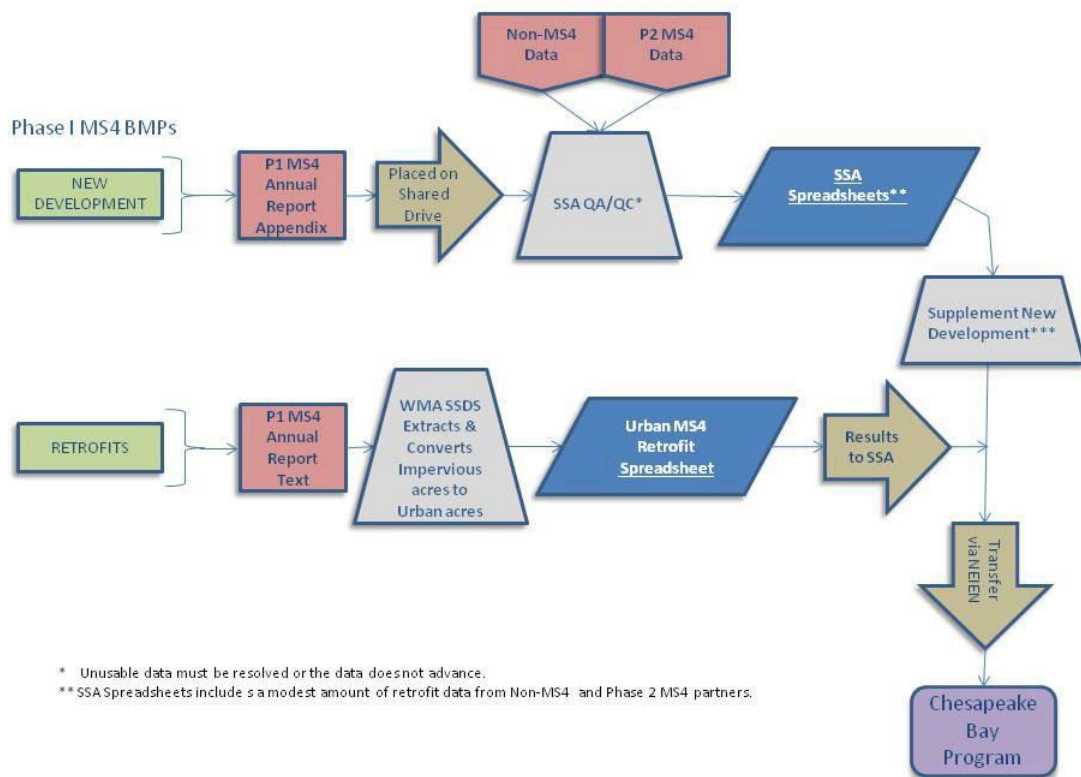 Non-MS4
Data
P2 MS4
Data
Phase I MS4 BMPs
NEW
DEVELOPMENT
P1 MS4
Annual
Report
Appendix
Placed on
Shared
Drive
SSA QA/QC*
SSA
Spreadsheets**
Supplement New
Development***
RETROFITS
P1 MS4
Annual
Report
Text
WMA SSDS
Extracts &
Converts
Impervious
acres to
Urban acres
Urban MS4
Retrofit
Spreadsheet
Results
to SSA
Transfer
via NEIEN
* Unusable data must be resolved or the data does not advance.
** SSA Spreadsheets include s a modest amount of retrofit data from Non-MS4 and Phase 2 MS4 partners.
Chesapeake
Bay
Program